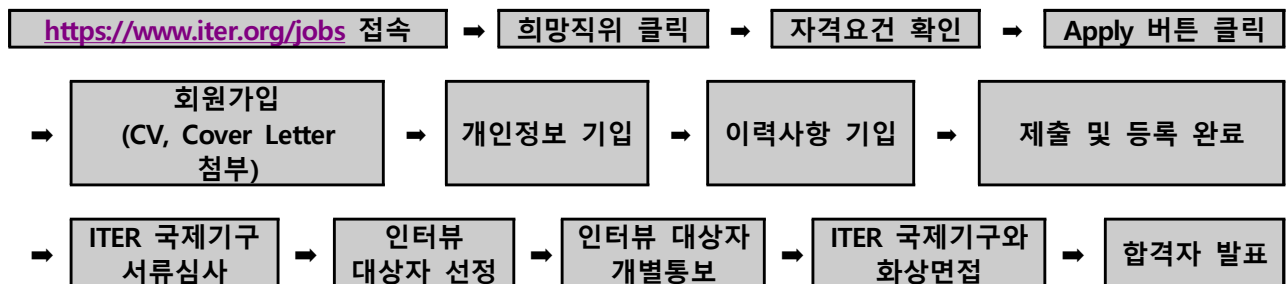 https://www.iter.org/jobs 접속 ➡ 희망직위 클릭 ➡ 자격요건 확인 ➡ Apply 버튼 클릭
➡ 회원가입
(CV, Cover Letter
첨부) ➡ 개인정보 기입 ➡ 이력사항 기입 ➡ 제출 및 등록 완료
➡ ITER 국제기구
서류심사 ➡ 인터뷰
대상자 선정 ➡ 인터뷰 대상자
개별통보 ➡ ITER 국제기구와
화상면접 ➡ 합격자 발표